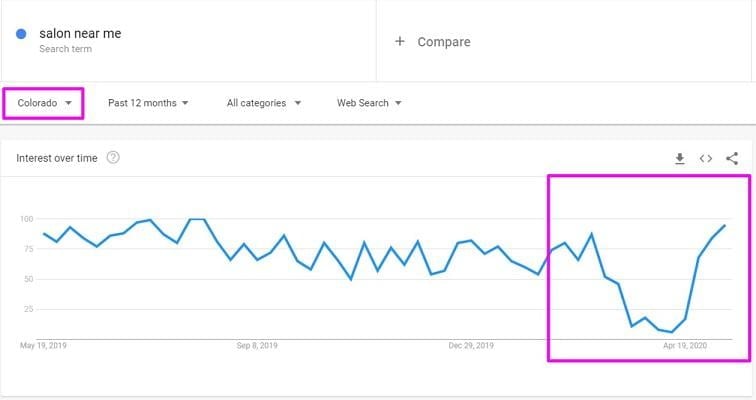 salon near me
Search term
+ Compare
Colorado
Past 12 months
All categories
Web Search
Interest over time
?
100
75
50
25
May 19, 2019
Sep 8, 2019
Dec 29, 2019
Apr 19, 2020